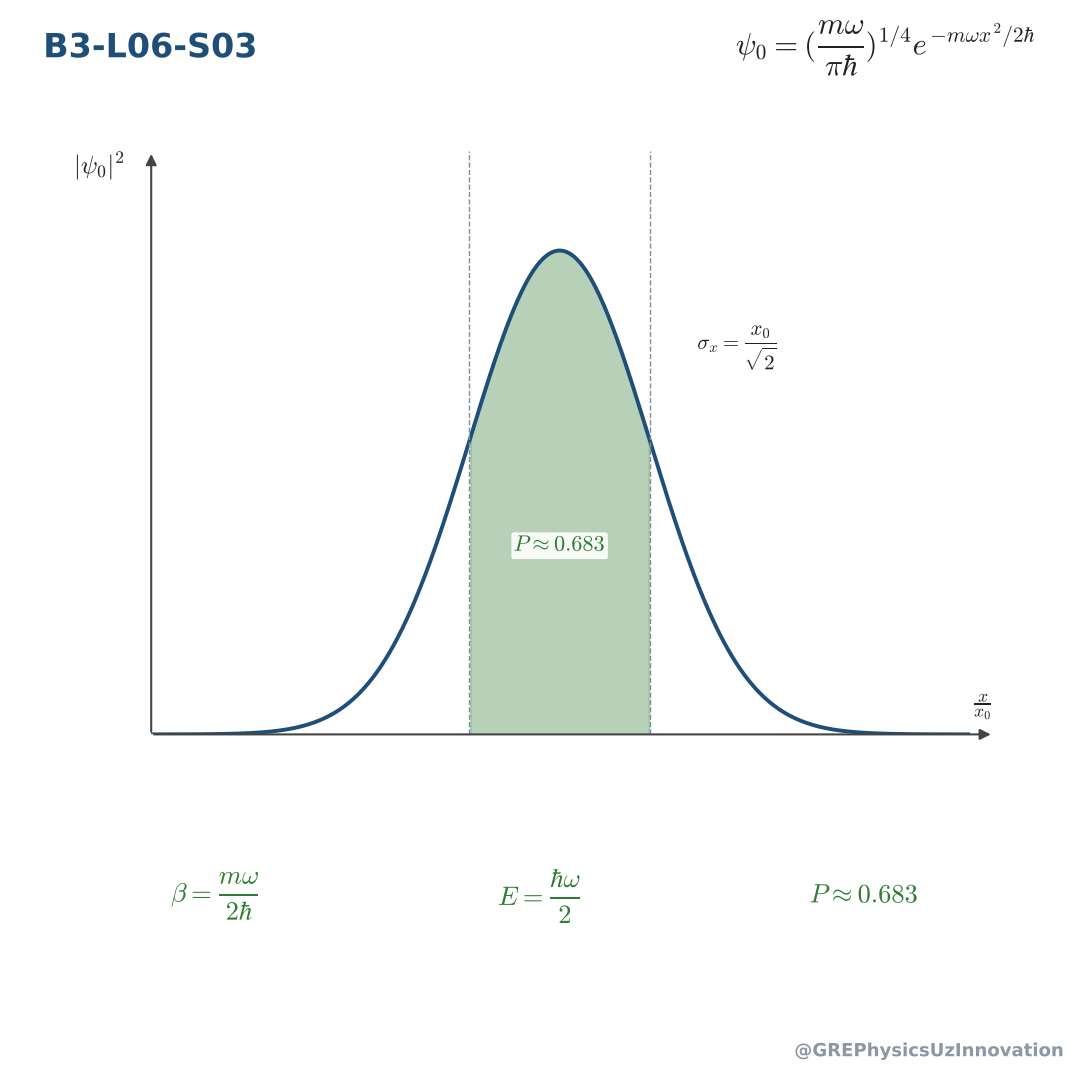 B3-L06-S03
ψ₀ = (mω/πħ)^{1/4} e^{-mωx²/2ħ}
|ψ₀|²
σₓ = x₀/√2
P ≈ 0.683
x/x₀
β = mω/2ħ
E = ħω/2
P ≈ 0.683
@GREPhysicsUzInnovation